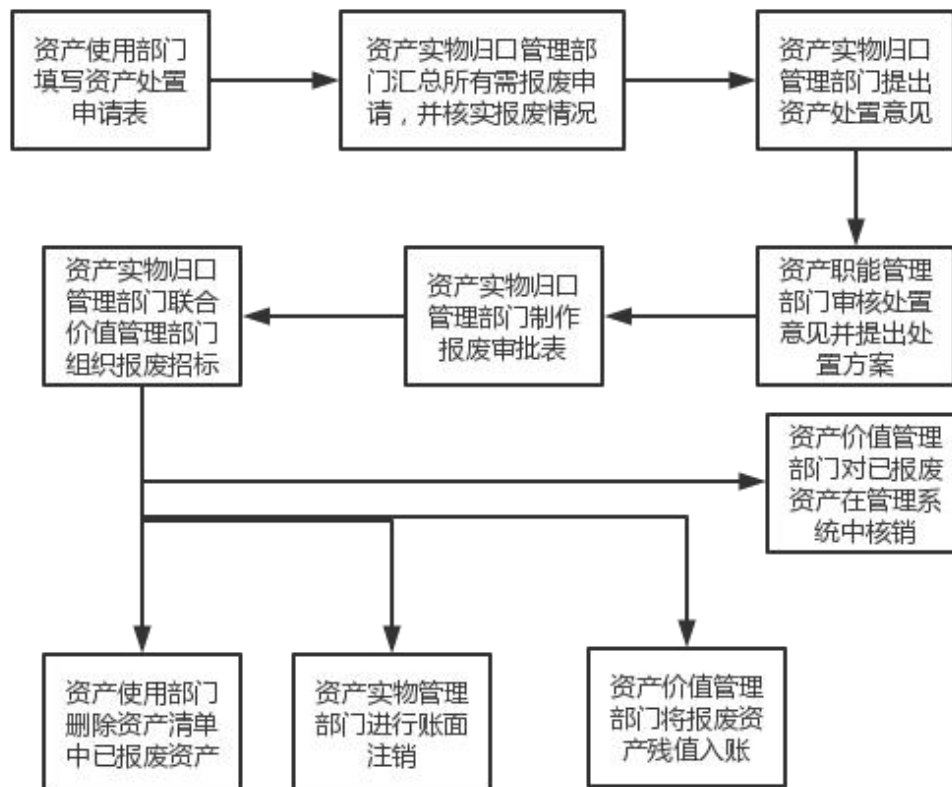 资产使用部门
填写资产处置
申请表
资产实物归口管理部
门汇总所有需报废申
请，并核实报废情况
资产实物归口
管理部门提出
资产处置意见
资产实物归口
管理部门联合
价值管理部门
组织报废招标
资产实物归口
管理部门制作
报废审批表
资产职能管理
部门审核处置
意见并提出处
置方案
资产价值管理
部门对已报废
资产在管理系
统中核销
资产使用部门
删除资产清单
中已报废资产
资产实物管理
部门进行账面
注销
资产价值管理
部门将报废资
产残值入账